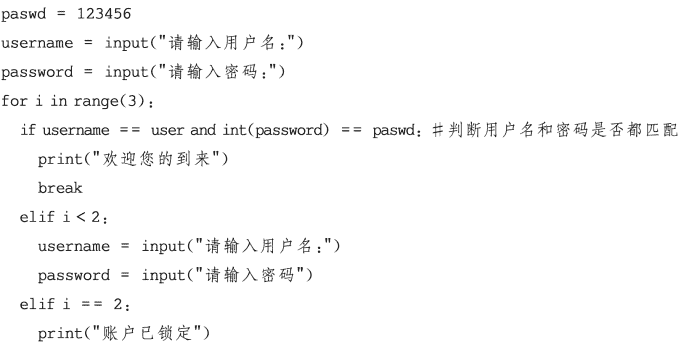 paswd = 123456
username = input("请输入用户名:")
password = input("请输入密码:")
for i in range(3):
  if username == user and int(password) == paswd: #判断用户名和密码是否都匹配
    print("欢迎您的到来")
    break
  elif i < 2:
    username = input("请输入用户名:")
    password = input("请输入密码")
  elif i == 2:
    print("账户已锁定")